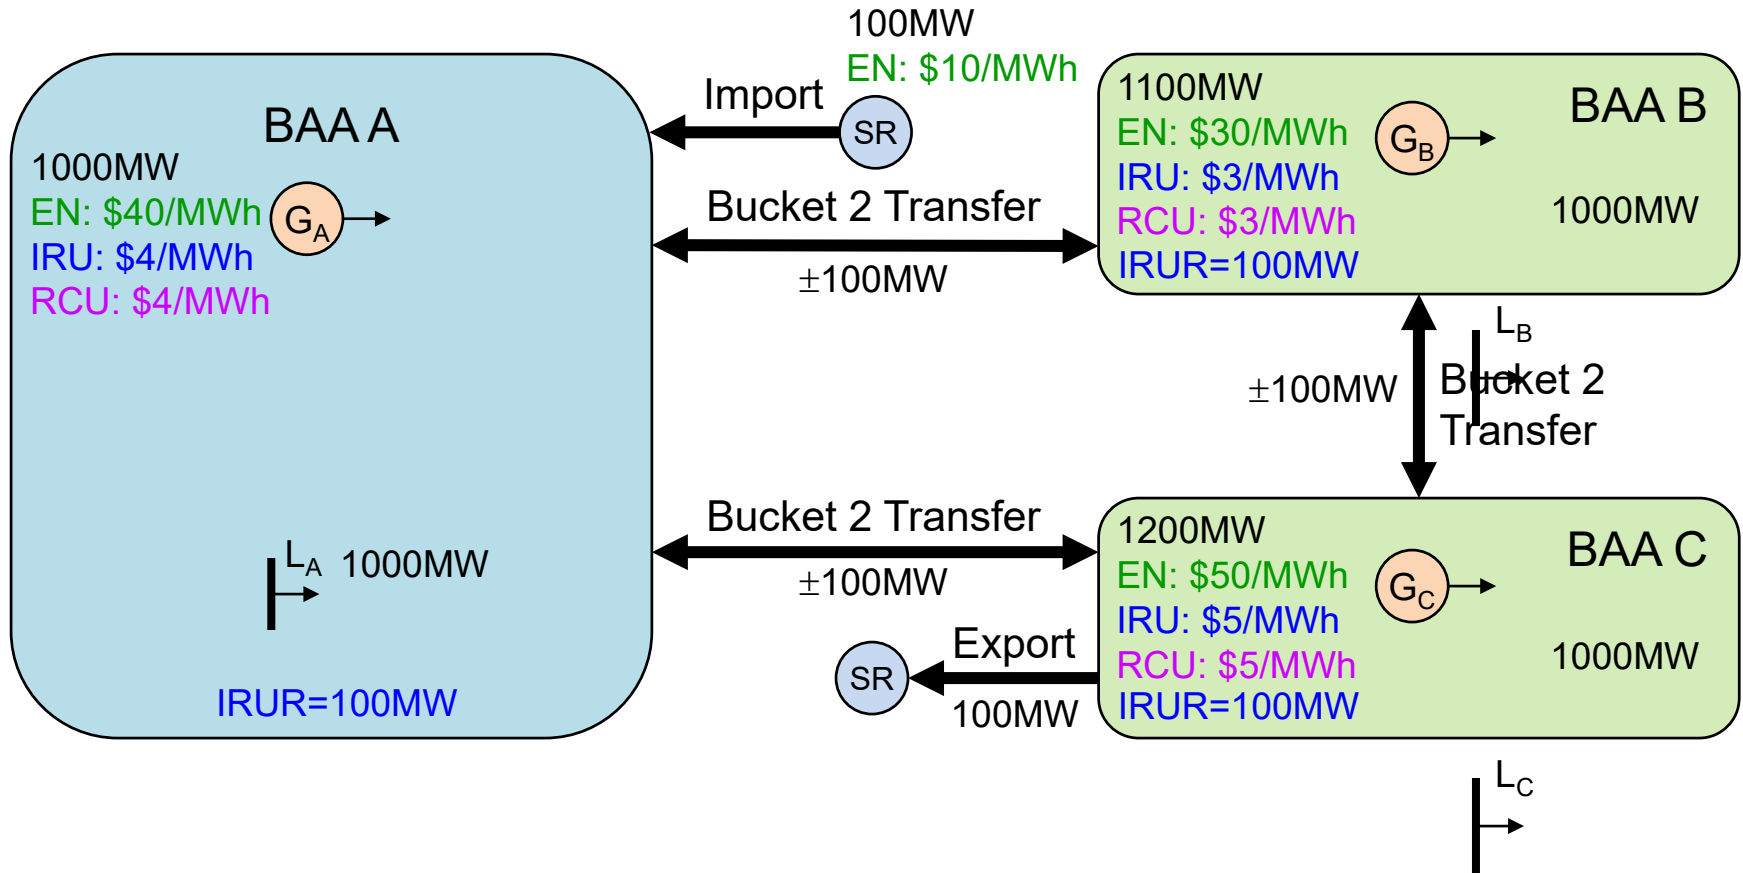 100MW
EN: $10/MWh
Import
SR
BAA A
1000MW
EN: $40/MWh
IRU: $4/MWh
RCU: $4/MWh
GA
Bucket 2 Transfer
±100MW
1100MW
EN: $30/MWh
IRU: $3/MWh
RCU: $3/MWh
IRUR=100MW
GB
BAA B
1000MW
LB
±100MW
Bucket 2
Transfer
LA
1000MW
IRUR=100MW
Bucket 2 Transfer
±100MW
Export
SR
100MW
1200MW
EN: $50/MWh
IRU: $5/MWh
RCU: $5/MWh
IRUR=100MW
GC
BAA C
1000MW
LC